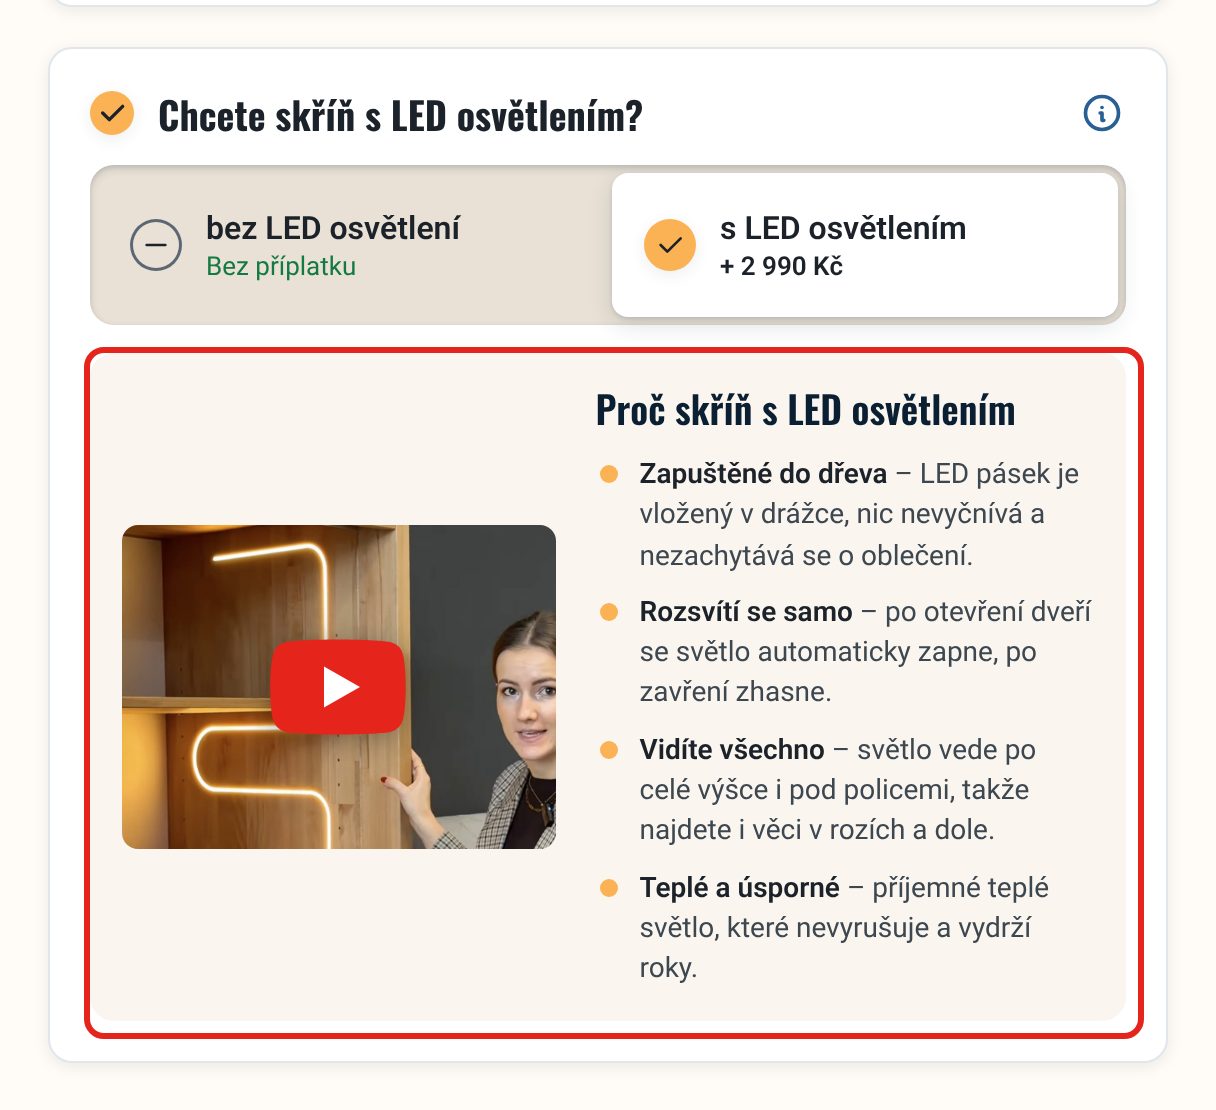 Chcete skříň s LED osvětlením?
bez LED osvětlení
Bez příplatku
s LED osvětlením
+ 2 990 Kč
Proč skříň s LED osvětlením
Zapuštěné do dřeva – LED pásek je
vložený v drážce, nic nevyčnívá a
nezachytává se o oblečení.
Rozsvítí se samo – po otevření dveří
se světlo automaticky zapne, po
zavření zhasne.
Vidíte všechno – světlo vede po
celé výšce i pod policemi, takže
najdete i věci v rozích a dole.
Teplé a úsporné – příjemné teplé
světlo, které nevyrušuje a vydrží
roky.